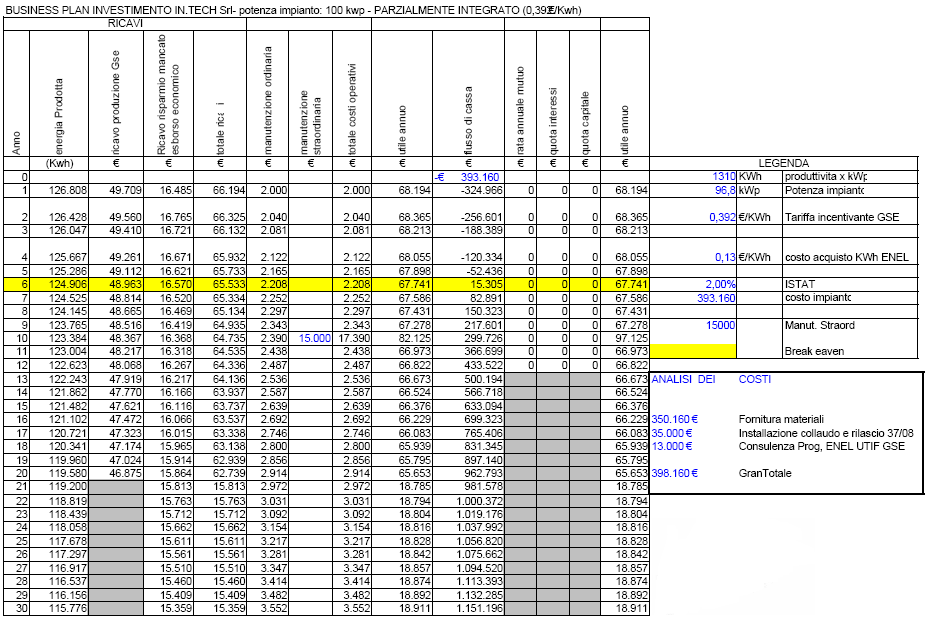 BUSINESS PLAN INVESTIMENTO IN.TECH Srl- potenza impianto: 100 kwp - PARZIALMENTE INTEGRATO (0,392€/Kwh)
RICAVI
Anno energia Prodotta ricavo produzione Gse Ricavo risparmio mancato esborso economico totale manutenzione ordinaria manutenzione straordinaria totale costi operativi utile annuo flusso di cassa rata annuale mutuo quota interessi quota capitale utile annuo
(Kwh) € € € € € € € € € € € € LEGENDA
0 -€ 393.160 1310 KWh produttivita x kWp
1 126.808 49.709 16.485 66.194 2.000 2.000 68.194 -324.966 0 0 0 68.194 96,8 kWp Potenza impianto
2 126.428 49.560 16.765 66.325 2.040 2.040 68.365 -256.601 0 0 0 68.365 0,392 €/KWh Tariffa incentivante GSE
3 126.047 49.410 16.721 66.132 2.081 2.081 68.213 -188.389 0 0 0 68.213
4 125.667 49.261 16.671 65.932 2.122 2.122 68.055 -120.334 0 0 0 68.055 0,13 €/KWh costo acquisto KWh ENEL
5 125.286 49.112 16.621 65.733 2.165 2.165 67.898 -52.436 0 0 0 67.898
6 124.906 48.963 16.570 65.533 2.208 2.208 67.741 15.305 0 0 0 67.741 2,00% ISTAT
7 124.525 48.814 16.520 65.334 2.252 2.252 67.586 82.891 0 0 0 67.586 393.160 costo impianto
8 124.145 48.665 16.469 65.134 2.297 2.297 67.431 150.323 0 0 0 67.431
9 123.765 48.516 16.419 64.935 2.343 2.343 67.278 217.601 0 0 0 67.278 15000 Manut. Straord
10 123.384 48.367 16.368 64.735 2.390 15.000 17.390 82.125 299.726 0 0 0 97.125
11 123.004 48.217 16.318 64.535 2.438 2.438 66.973 366.699 0 0 0 66.973 Break eaven
12 122.623 48.068 16.267 64.336 2.487 2.487 66.822 433.522 0 0 0 66.822
13 122.243 47.919 16.217 64.136 2.536 2.536 66.673 500.194 66.673 ANALISI DEI COSTI
14 121.862 47.770 16.166 63.937 2.587 2.587 66.524 566.718 66.524
15 121.482 47.621 16.116 63.737 2.639 2.639 66.376 633.094 66.376
16 121.102 47.472 16.066 63.537 2.692 2.692 66.229 699.323 66.229 350.160 € Fornitura materiali
17 120.721 47.323 16.015 63.338 2.746 2.746 66.083 765.406 66.083 35.000 € Installazione collaudo e rilascio 37/08
18 120.341 47.174 15.965 63.138 2.800 2.800 65.939 831.345 65.939 13.000 € Consulenza Prog, ENEL UTIF GSE
19 119.960 47.024 15.914 62.939 2.856 2.856 65.795 897.140 65.795
20 119.580 46.875 15.864 62.739 2.914 2.914 65.653 962.793 65.653 398.160 € GranTotale
21 119.200 15.813 15.813 2.972 2.972 18.785 981.578 18.785
22 118.819 15.763 15.763 3.031 3.031 18.794 1.000.372 18.794
23 118.439 15.712 15.712 3.092 3.092 18.804 1.019.176 18.804
24 118.058 15.662 15.662 3.154 3.154 18.816 1.037.992 18.816
25 117.678 15.611 15.611 3.217 3.217 18.828 1.056.820 18.828
26 117.297 15.561 15.561 3.281 3.281 18.842 1.075.662 18.842
27 116.917 15.510 15.510 3.347 3.347 18.857 1.094.520 18.857
28 116.537 15.460 15.460 3.414 3.414 18.874 1.113.393 18.874
29 116.156 15.409 15.409 3.482 3.482 18.892 1.132.285 18.892
30 115.776 15.359 15.359 3.552 3.552 18.911 1.151.196 18.911